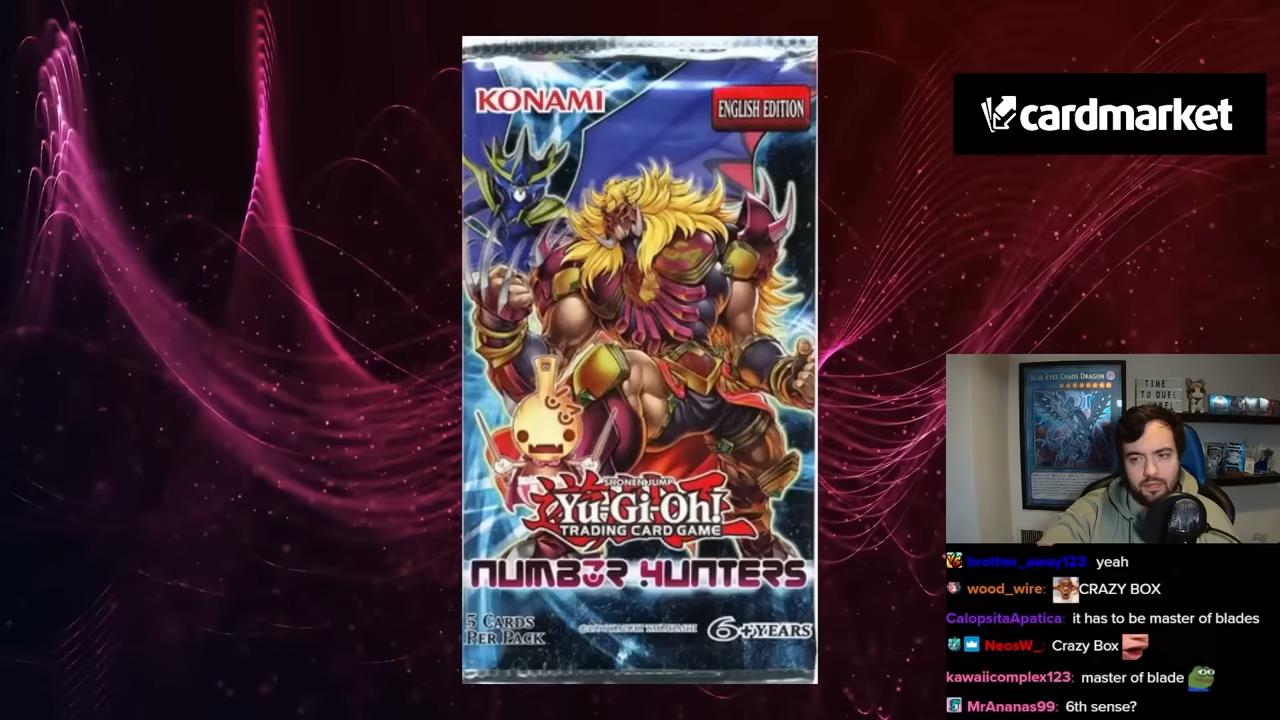 KONAMI
ENGLISH EDITION
SHONEN JUMP
Yu-Gi-Oh!
TRADING CARD GAME
NUMB3R HUNTERS
5 CARDS
PER PACK
6+YEARS
cardmarket
BLUE-EYES CHAOS DRAGON
TIME
TO DUEL
brother_away123 yeah
wood_wire: CRAZY BOX
CalopsitaApatica: it has to be master of blades
NeosW_: Crazy Box
kawaiicomplex123: master of blade
MrAnanas99: 6th sense?